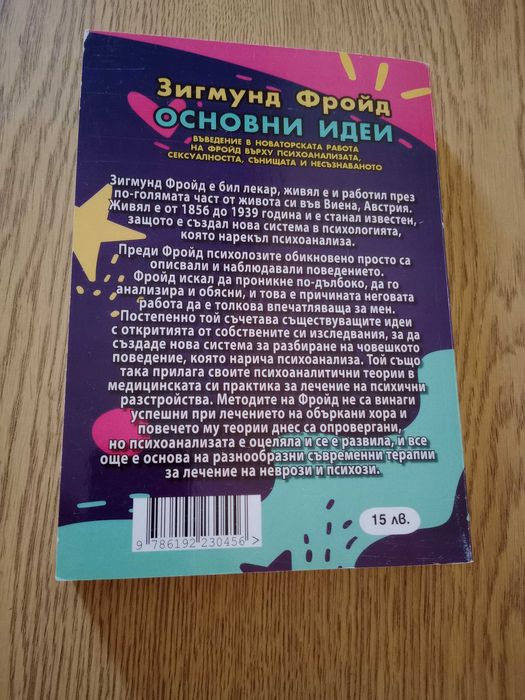 Зигмунд Фройд
ОСНОВНИ ИДЕИ
ВЪВЕДЕНИЕ В НОВАТОРСКАТА РАБОТА
НА ФРОЙД ВЪРХУ ПСИХОАНАЛИЗАТА,
СЕКСУАЛНОСТТА, СЪНИЩАТА И НЕСЪЗНАВАНОТО
Зигмунд Фройд е бил лекар, живял е и работил през
по-голямата част от живота си във Виена, Австрия.
Живял е от 1856 до 1939 година и е станал известен,
защото е създал нова система в психологията,
която нарекъл психоанализа.
Преди Фройд психолозите обикновено просто са
описвали и наблюдавали поведението.
Фройд искал да проникне по-дълбоко, да го
анализира и обясни, и това е причината неговата
работа да е толкова впечатляваща за мен.
Постепенно той съчетава съществуващите идеи
с откритията от собствените си изследвания, за да
създаде нова система за разбиране на човешкото
поведение, която нарича психоанализа. Той също
така прилага своите психоаналитични теории в
медицинската си практика за лечение на психични
разстройства. Методите на Фройд не са винаги
успешни при лечението на объркани хора и
повечето му теории днес са опровергани,
но психоанализата е оцеляла и се е развила, и все
още е основа на разнообразни съвременни терапии
за лечение на неврози и психози.
15 лв.
9 786192 230456 >